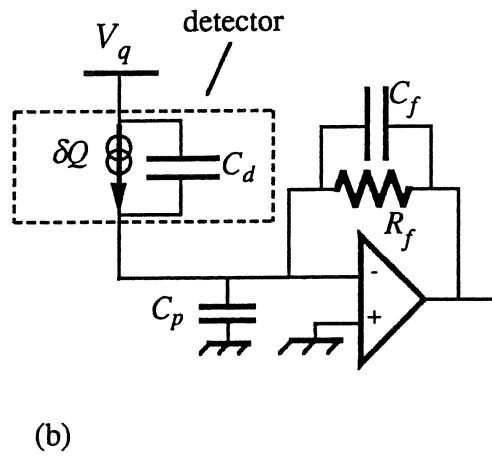 detector
V_q
C_f
δQ
C_d
R_f
C_p
-
+
(b)